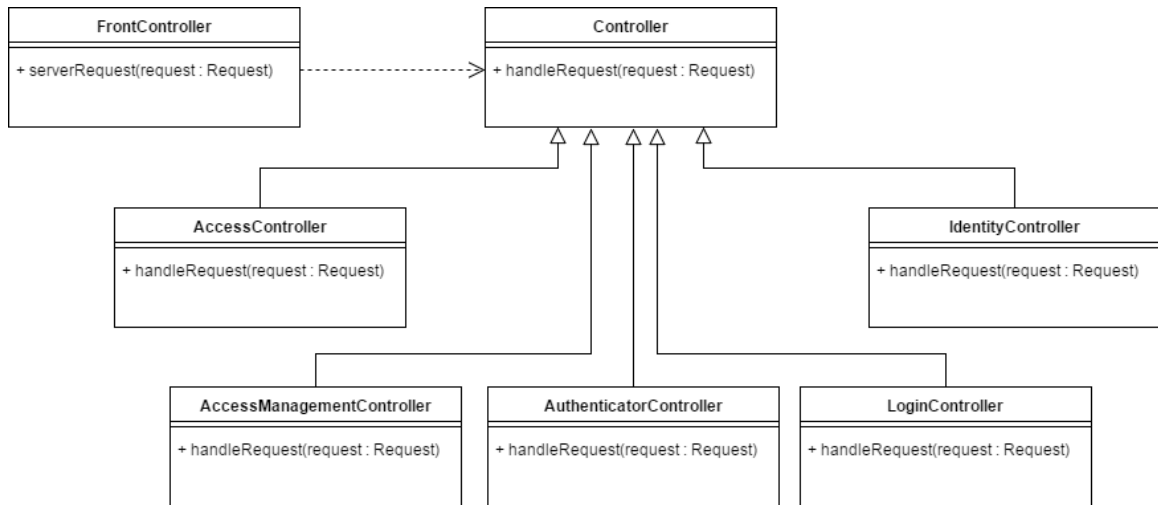 FrontController
+ serverRequest(request : Request)
Controller
+ handleRequest(request : Request)
AccessController
+ handleRequest(request : Request)
IdentityController
+ handleRequest(request : Request)
AccessManagementController
+ handleRequest(request : Request)
AuthenticatorController
+ handleRequest(request : Request)
LoginController
+ handleRequest(request : Request)